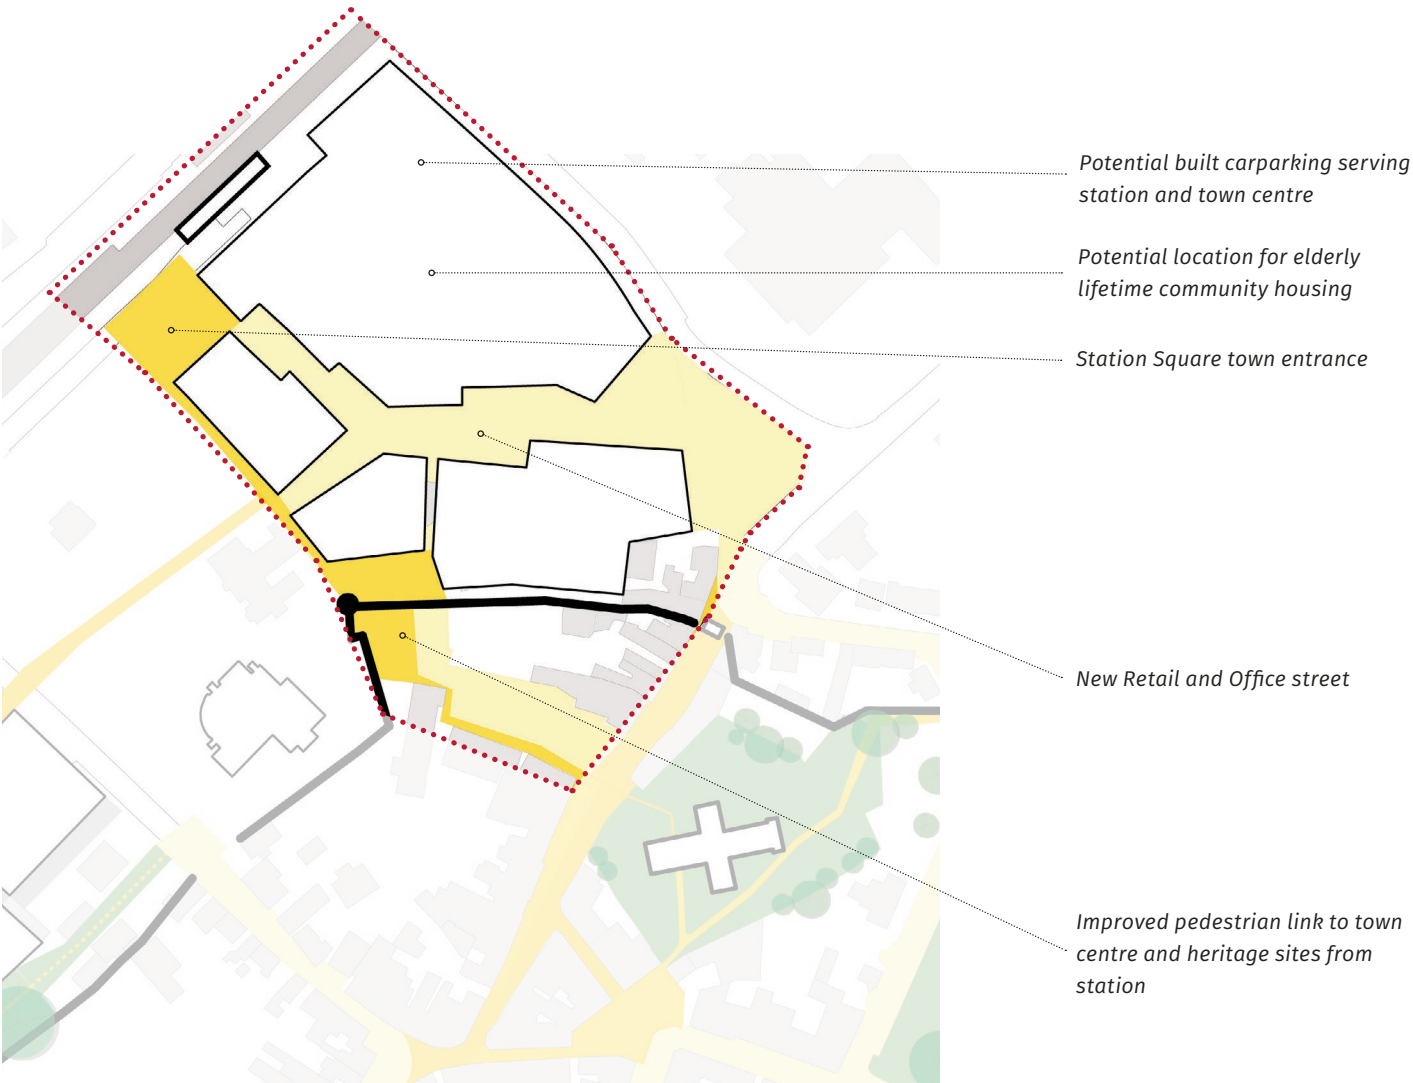 Potential built carparking serving
station and town centre
Potential location for elderly
lifetime community housing
Station Square town entrance
New Retail and Office street
Improved pedestrian link to town
centre and heritage sites from
station